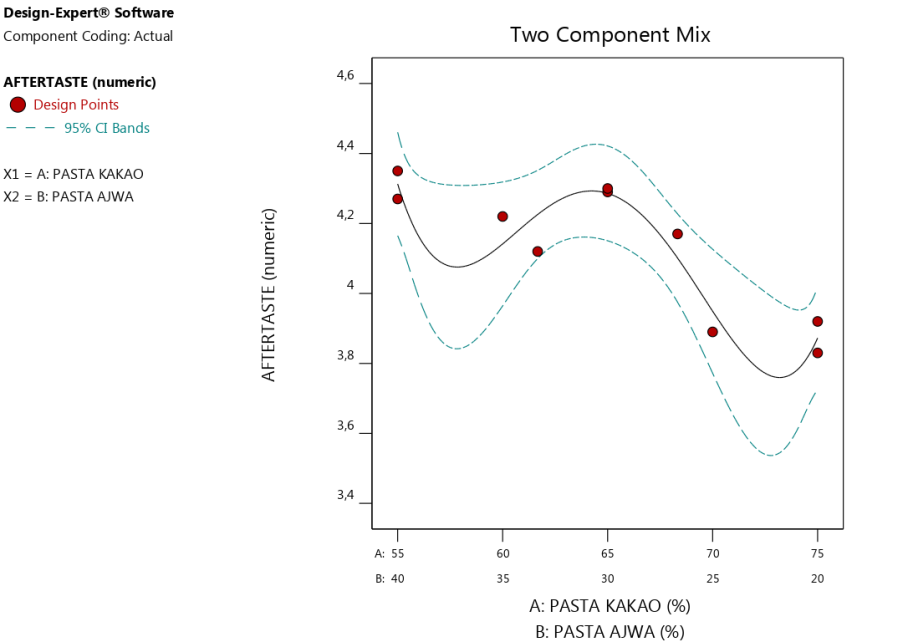 Design-Expert® Software
Component Coding: Actual
AFTERTASTE (numeric)
Design Points
95% CI Bands
X1 = A: PASTA KAKAO
X2 = B: PASTA AJWA
Two Component Mix
AFTERTASTE (numeric)
4,6
4,4
4,2
4
3,8
3,6
3,4
A: 55 60 65 70 75
B: 40 35 30 25 20
A: PASTA KAKAO (%)
B: PASTA AJWA (%)